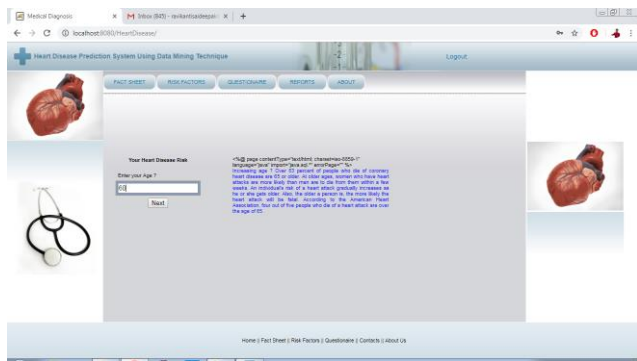 Medical Diagnosis
Inbox (845) - ravikantisaideepak
localhost:8080/HeartDisease/
Heart Disease Prediction System Using Data Mining Technique
Logout
FACT SHEET RISK FACTORS QUESTIONAIRE REPORTS ABOUT
Your Heart Disease Risk
Enter your Age ?
Next
<%@ page contentType="text/html; charset=iso-8859-1"
language="java" import="java.sql.*" errorPage="" %>
Increasing age ? Over 83 percent of people who die of coronary
heart disease are 65 or older. At older ages, women who have heart
attacks are more likely than men are to die from them within a few
weeks. An individual's risk of a heart attack gradually increases as
he or she gets older. Also, the older a person is, the more likely the
heart attack will be fatal. According to the American Heart
Association, four out of five people who die of a heart attack are over
the age of 65.
Home || Fact Sheet || Risk Factors || Questionaire || Contacts || About Us